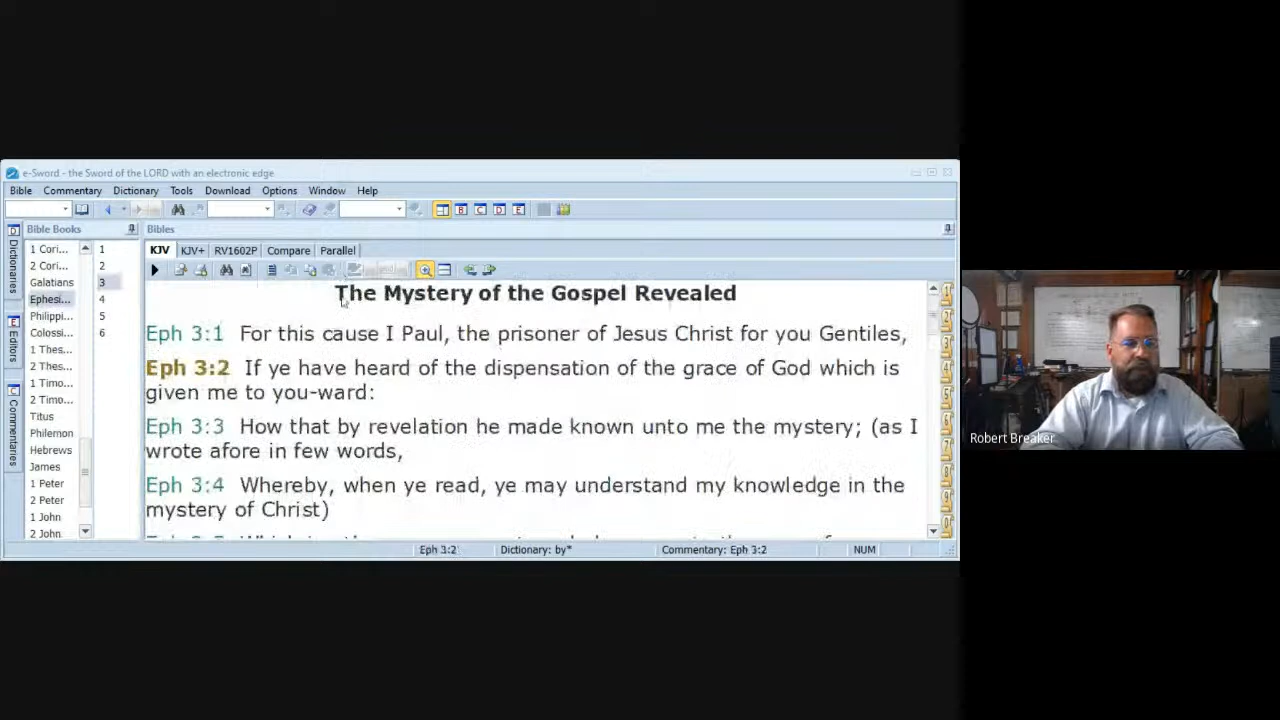 e-Sword - the Sword of the LORD with an electronic edge
Bible Commentary Dictionary Tools Download Options Window Help
B C D E
Bible Books
Bibles
KJV KJV+ RV1602P Compare Parallel
Dictionaries
Editors
Commentaries
1 Cori...
2 Cori...
Galatians
Ephesi...
Philippi...
Colossi...
1 Thes...
2 Thes...
1 Timo...
2 Timo...
Titus
Philemon
Hebrews
James
1 Peter
2 Peter
1 John
2 John
1
2
3
4
5
6
The Mystery of the Gospel Revealed
Eph 3:1 For this cause I Paul, the prisoner of Jesus Christ for you Gentiles,
Eph 3:2 If ye have heard of the dispensation of the grace of God which is
given me to you-ward:
Eph 3:3 How that by revelation he made known unto me the mystery; (as I
wrote afore in few words,
Eph 3:4 Whereby, when ye read, ye may understand my knowledge in the
mystery of Christ)
Eph 3:2 Dictionary: by* Commentary: Eph 3:2 NUM
Robert Breaker